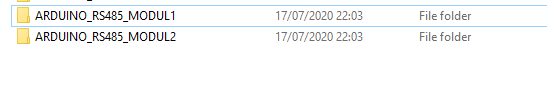 ARDUINO_RS485_MODUL1 17/07/2020 22:03 File folder
ARDUINO_RS485_MODUL2 17/07/2020 22:03 File folder